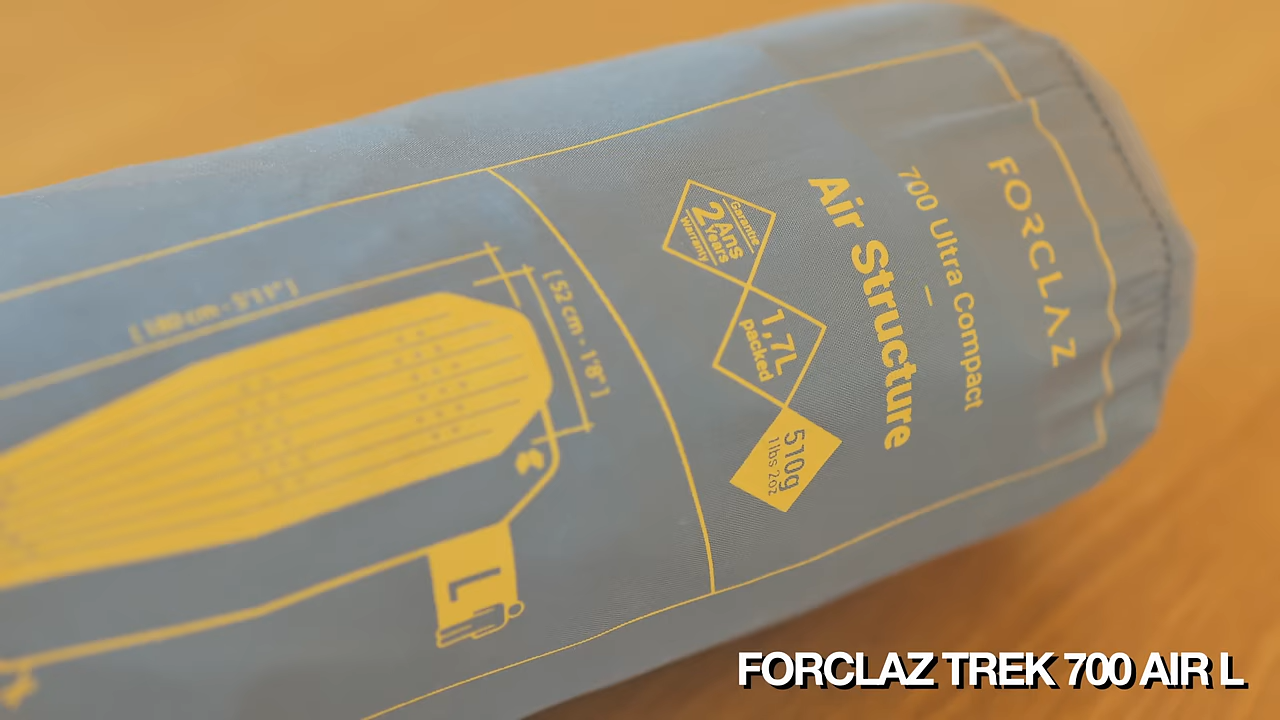 FORCLAZ
700 Ultra Compact
Air Structure
Garantie
2 Ans
Years
Warranty
1,7L
packed
510g
1lbs 2oz
[ 52 cm - 1'8" ]
L
FORCLAZ TREK 700 AIR L